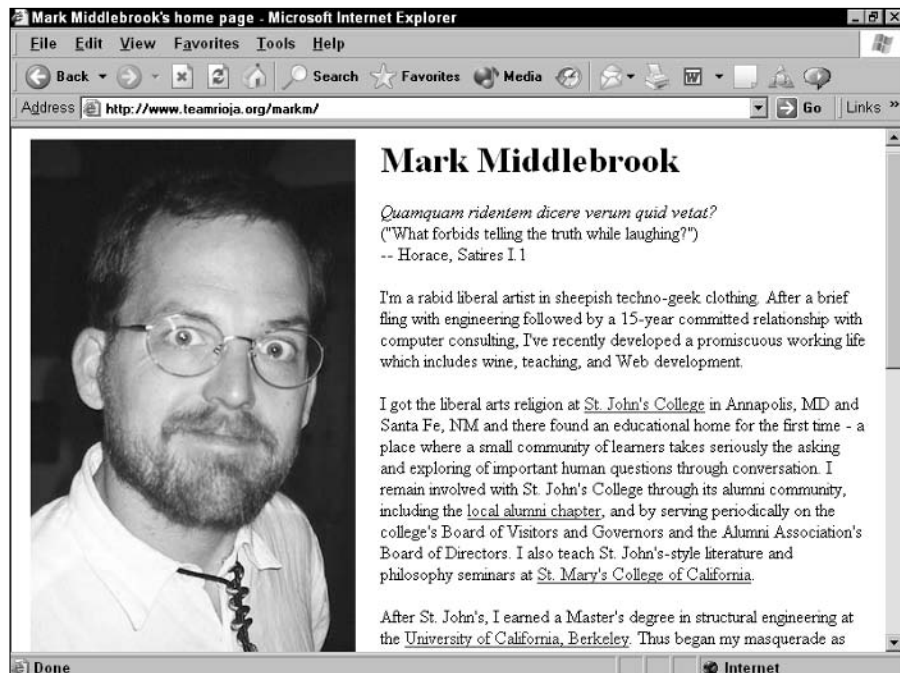 Mark Middlebrook's home page - Microsoft Internet Explorer
File Edit View Favorites Tools Help
Back Search Favorites Media
Address http://www.teamrioja.org/markm/ Go Links »
Mark Middlebrook
Quamquam ridentem dicere verum quid vetat?
("What forbids telling the truth while laughing?")
-- Horace, Satires I.1
I'm a rabid liberal artist in sheepish techno-geek clothing. After a brief
fling with engineering followed by a 15-year committed relationship with
computer consulting, I've recently developed a promiscuous working life
which includes wine, teaching, and Web development.
I got the liberal arts religion at St. John's College in Annapolis, MD and
Santa Fe, NM and there found an educational home for the first time - a
place where a small community of learners takes seriously the asking
and exploring of important human questions through conversation. I
remain involved with St. John's College through its alumni community,
including the local alumni chapter, and by serving periodically on the
college's Board of Visitors and Governors and the Alumni Association's
Board of Directors. I also teach St. John's-style literature and
philosophy seminars at St. Mary's College of California.
After St. John's, I earned a Master's degree in structural engineering at
the University of California, Berkeley. Thus began my masquerade as
Done Internet